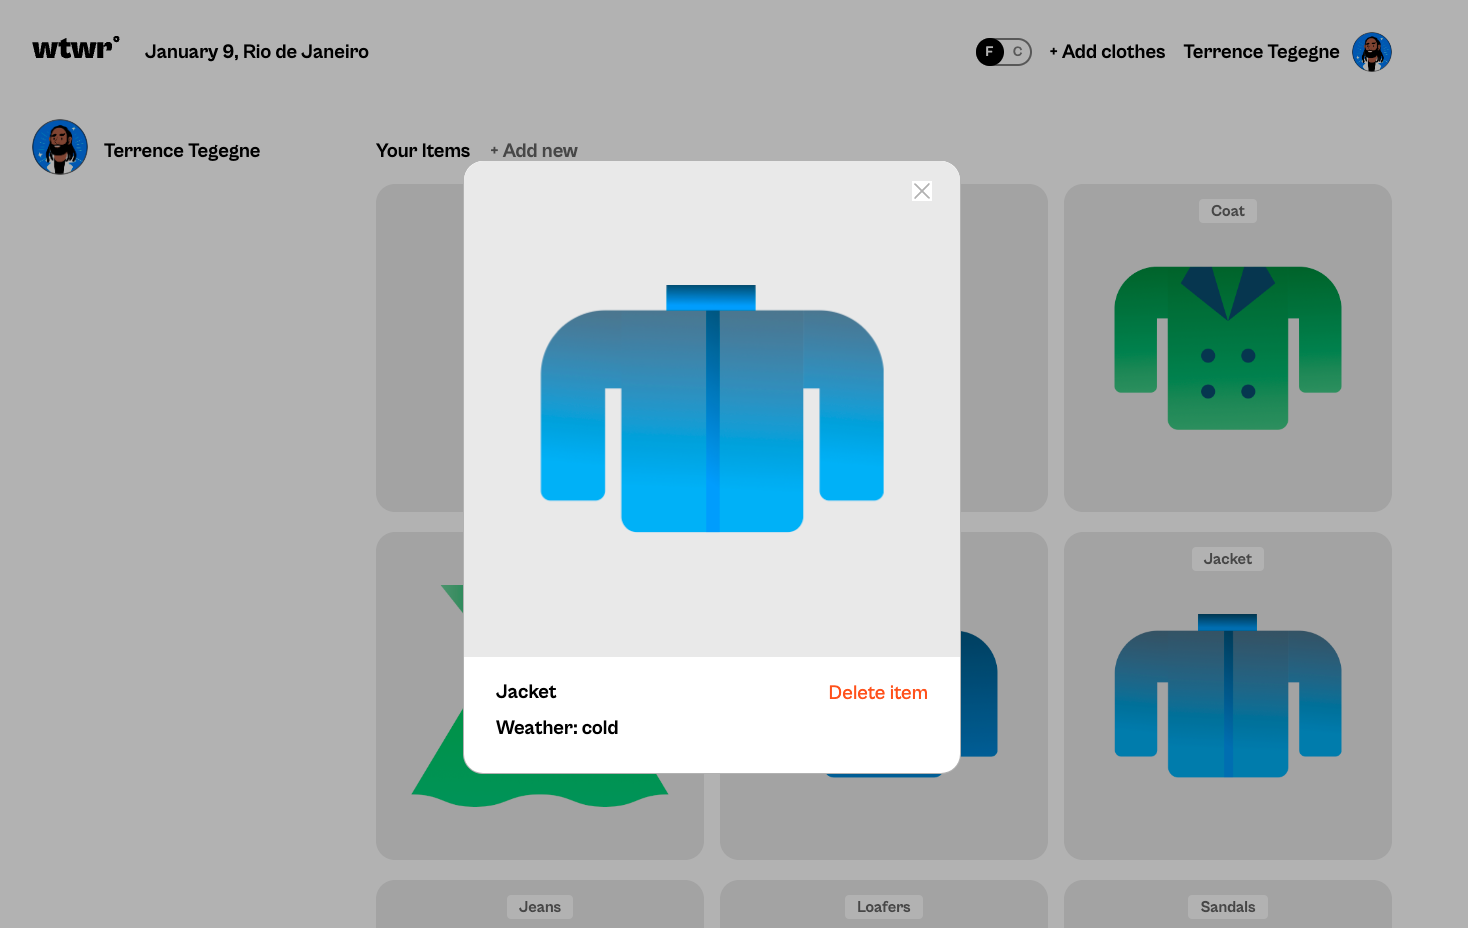 wtwr°
January 9, Rio de Janeiro
F C
+ Add clothes
Terrence Tegegne
Terrence Tegegne
Your Items
+ Add new
Coat
Jacket
Jacket
Delete item
Weather: cold
Jeans
Loafers
Sandals